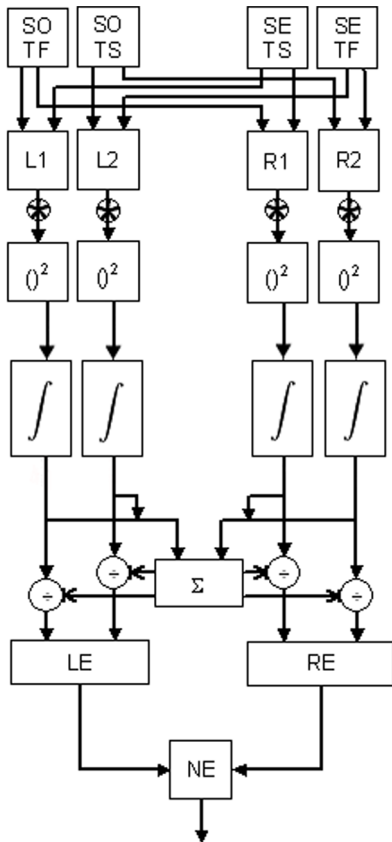 SO SO SE SE
TF TS TS TF
L1 L2 R1 R2
()² ()² ()² ()²
∫ ∫ ∫ ∫
÷ Σ ÷
÷ ÷
LE RE
NE